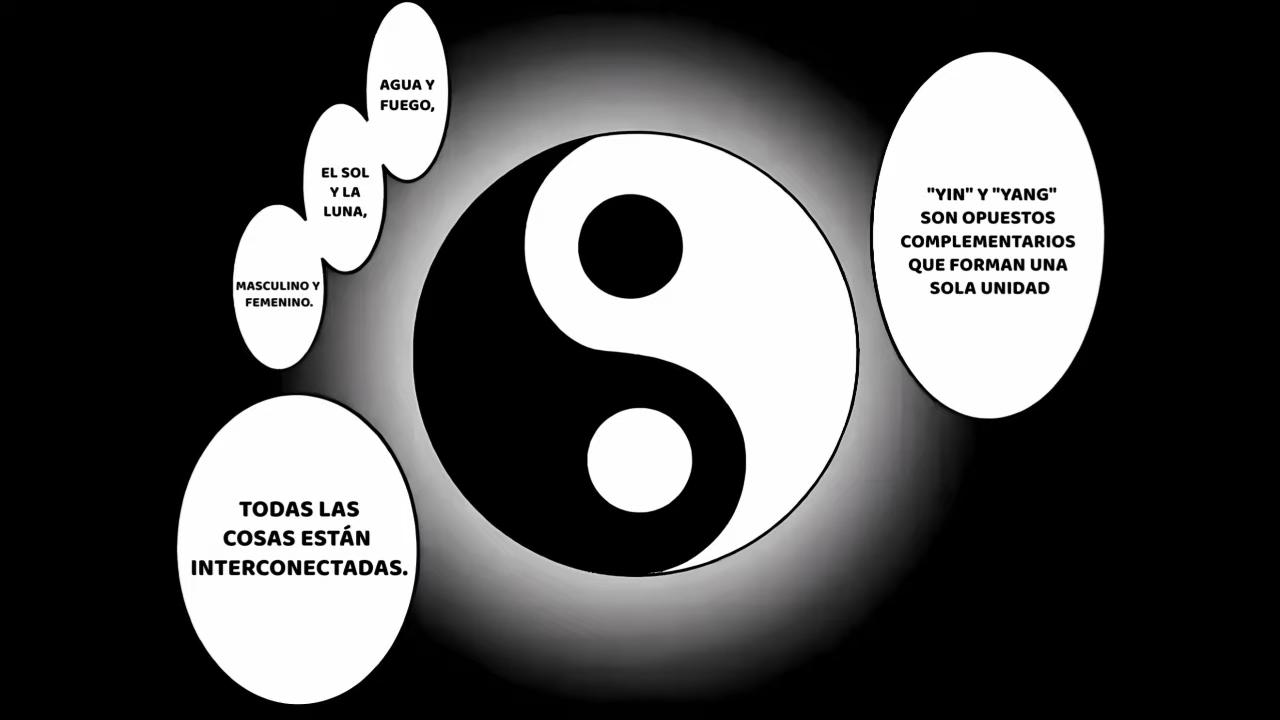 "YIN" Y "YANG"
SON OPUESTOS
COMPLEMENTARIOS
QUE FORMAN UNA
SOLA UNIDAD
AGUA Y
FUEGO,
EL SOL
Y LA
LUNA,
MASCULINO Y
FEMENINO.
TODAS LAS
COSAS ESTÁN
INTERCONECTADAS.